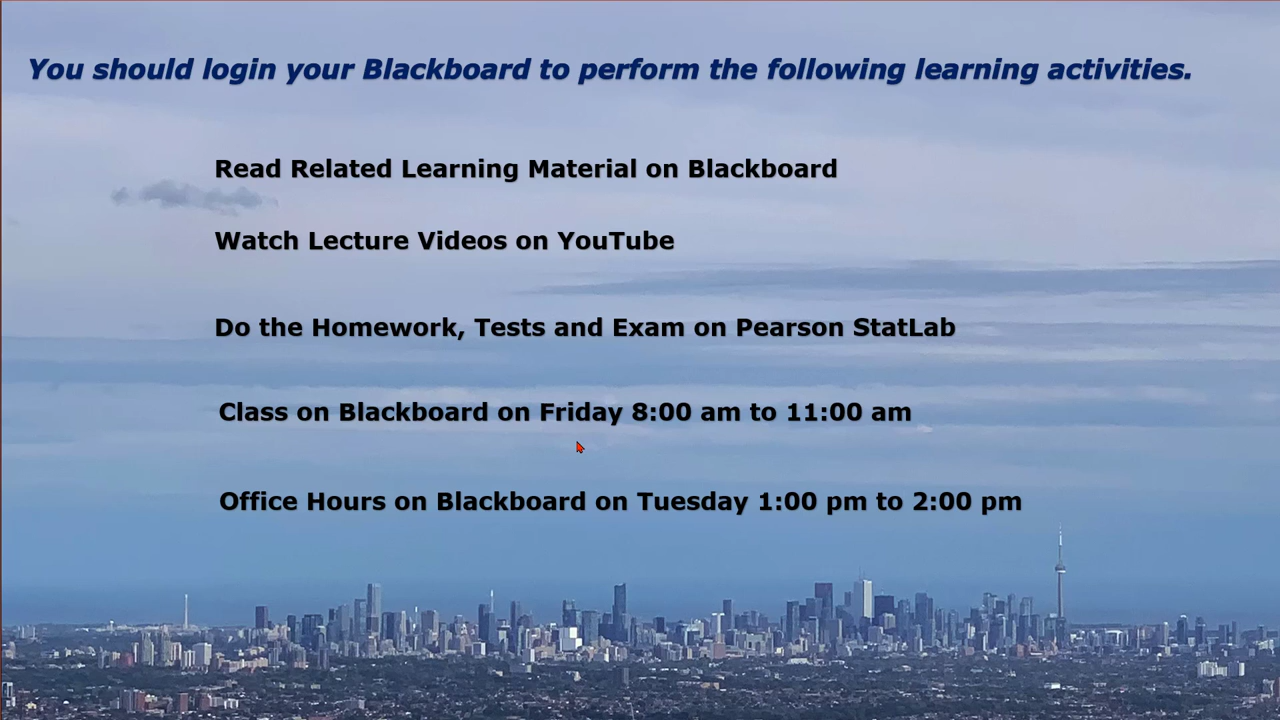 You should login your Blackboard to perform the following learning activities.
Read Related Learning Material on Blackboard
Watch Lecture Videos on YouTube
Do the Homework, Tests and Exam on Pearson StatLab
Class on Blackboard on Friday 8:00 am to 11:00 am
Office Hours on Blackboard on Tuesday 1:00 pm to 2:00 pm